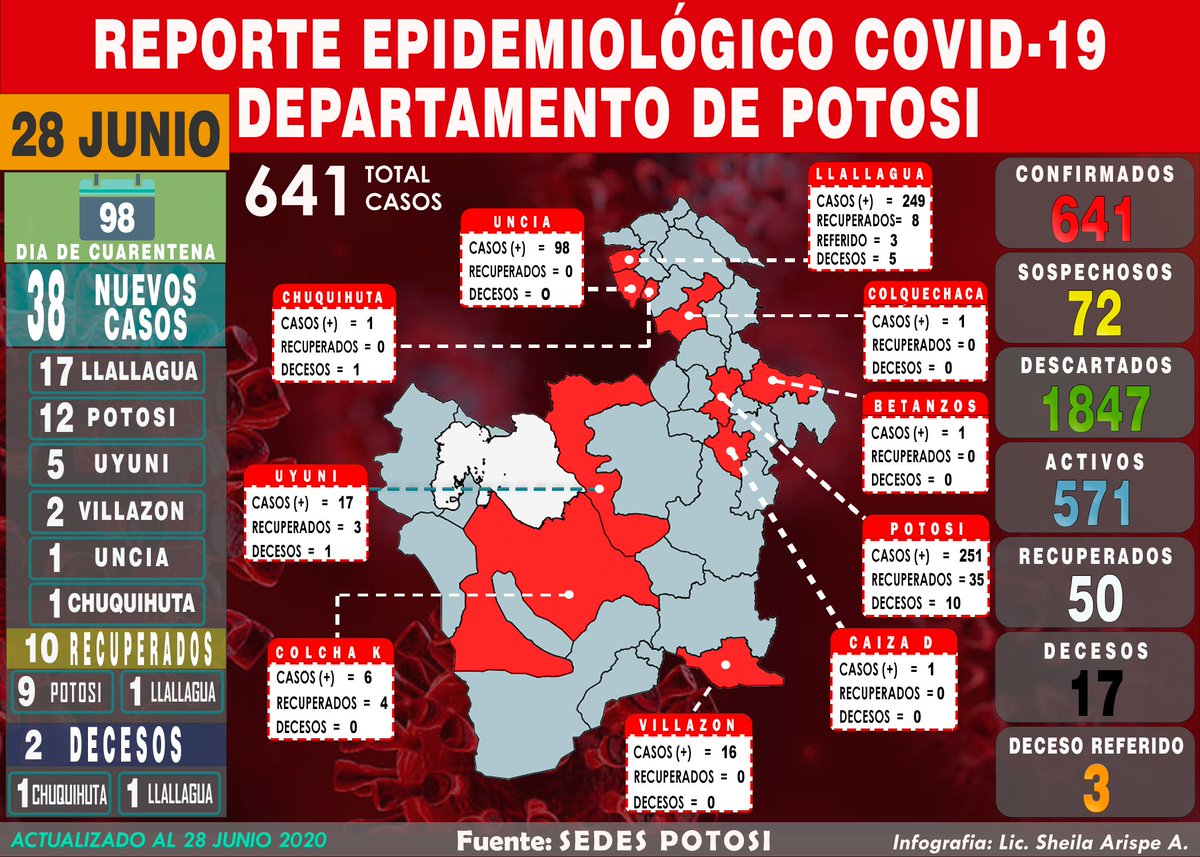 REPORTE EPIDEMIOLÓGICO COVID-19
DEPARTAMENTO DE POTOSI
28 JUNIO
98
DIA DE CUARENTENA
38 NUEVOS CASOS
17 LLALLAGUA
12 POTOSI
5 UYUNI
2 VILLAZON
1 UNCIA
1 CHUQUIHUTA
10 RECUPERADOS
9 POTOSI
1 LLALLAGUA
2 DECESOS
1 CHUQUIHUTA
1 LLALLAGUA
641 TOTAL CASOS
LLALLAGUA
CASOS (+) = 249
RECUPERADOS= 8
REFERIDO = 3
DECESOS = 5
UNCIA
CASOS (+) = 98
RECUPERADOS = 0
DECESOS = 0
CHUQUIHUTA
CASOS (+) = 1
RECUPERADOS = 0
DECESOS = 1
COLQUECHACA
CASOS (+) = 1
RECUPERADOS =0
DECESOS = 0
BETANZOS
CASOS (+) = 1
RECUPERADOS =0
DECESOS = 0
UYUNI
CASOS (+) = 17
RECUPERADOS = 3
DECESOS = 1
POTOSI
CASOS (+) = 251
RECUPERADOS = 35
DECESOS = 10
COLCHA K
CASOS (+) = 6
RECUPERADOS = 4
DECESOS = 0
CAIZA D
CASOS (+) = 1
RECUPERADOS =0
DECESOS = 0
VILLAZON
CASOS (+) = 16
RECUPERADOS = 0
DECESOS = 0
CONFIRMADOS
641
SOSPECHOSOS
72
DESCARTADOS
1847
ACTIVOS
571
RECUPERADOS
50
DECESOS
17
DECESO REFERIDO
3
ACTUALIZADO AL 28 JUNIO 2020
Fuente: SEDES POTOSI
Infografia: Lic. Sheila Arispe A.